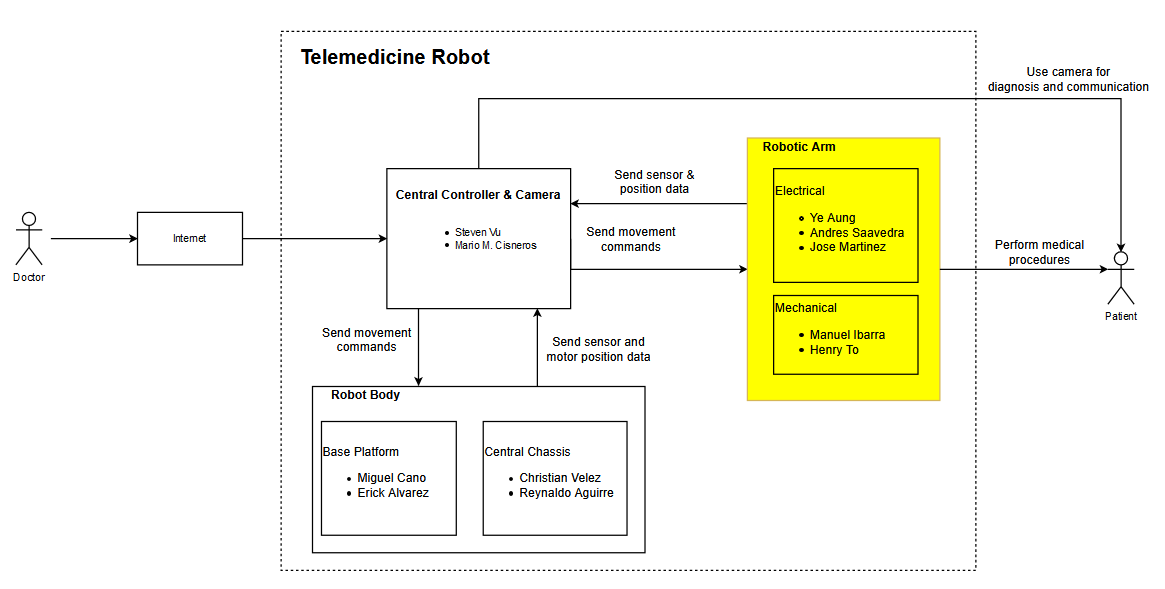 Telemedicine Robot
Use camera for
diagnosis and communication
Robotic Arm
Central Controller & Camera
Steven Vu
Mario M. Cisneros
Send sensor &
position data
Send movement
commands
Electrical
Ye Aung
Andres Saavedra
Jose Martinez
Mechanical
Manuel Ibarra
Henry To
Doctor
Internet
Perform medical
procedures
Patient
Send movement
commands
Send sensor and
motor position data
Robot Body
Base Platform
Miguel Cano
Erick Alvarez
Central Chassis
Christian Velez
Reynaldo Aguirre